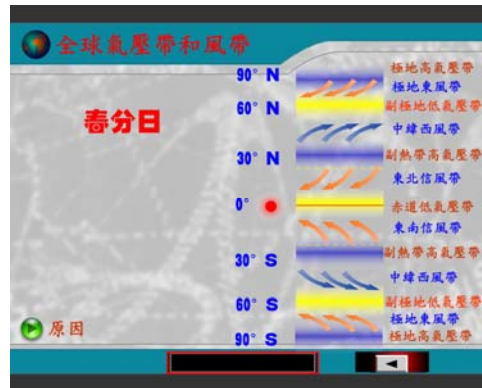 全球氣壓帶和風帶
90° N
極地高氣壓帶
極地東風帶
60° N
副極地低氣壓帶
春分日
中緯西風帶
30° N
副熱帶高氣壓帶
東北信風帶
0°
赤道低氣壓帶
東南信風帶
30° S
副熱帶高氣壓帶
中緯西風帶
60° S
副極地低氣壓帶
極地東風帶
原因
90° S
極地高氣壓帶